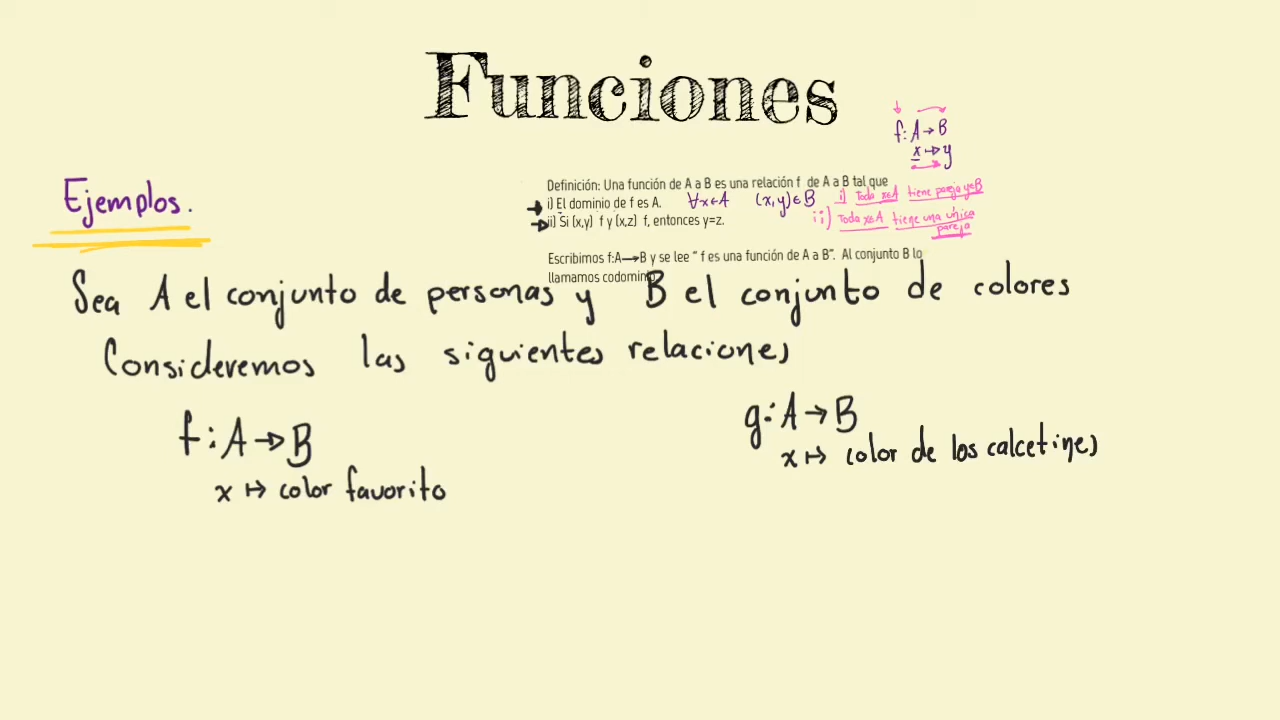 Funciones
f: A → B
x ↦ y
Ejemplos.
Definición: Una función de A a B es una relación f de A a B tal que
i) El dominio de f es A. ∀x∈A (x,y)∈B i) Todo x∈A tiene pareja y∈B
ii) Si (x,y) f y (x,z) f, entonces y=z. ii) Todo x∈A tiene una única pareja
Escribimos f:A→B y se lee " f es una función de A a B". Al conjunto B lo
llamamos codominio
Sea A el conjunto de personas y B el conjunto de colores
Consideremos las siguientes relaciones
f: A → B
x ↦ color favorito
g: A → B
x ↦ color de los calcetines